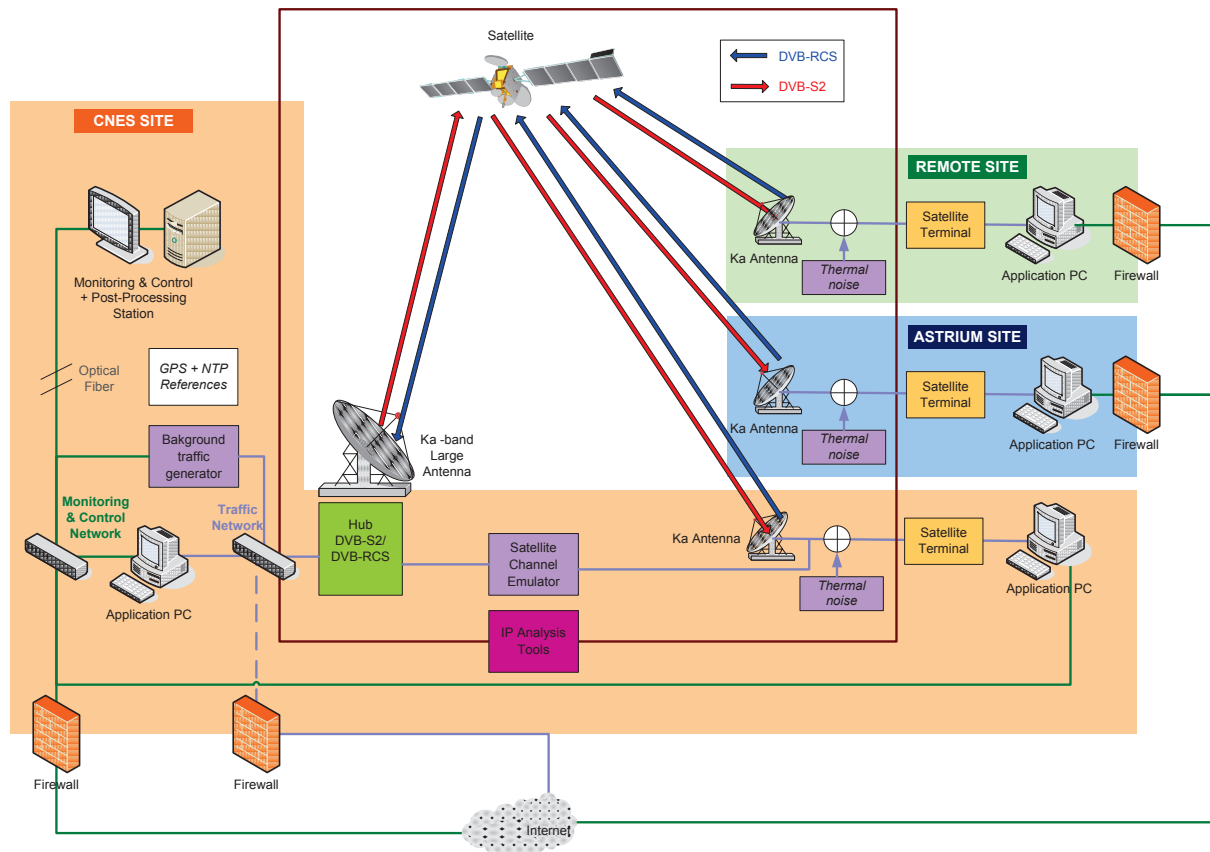 Satellite
DVB-RCS
DVB-S2
CNES SITE
REMOTE SITE
Ka Antenna
Thermal
noise
Satellite
Terminal
Application PC
Firewall
Monitoring & Control
+ Post-Processing
Station
ASTRIUM SITE
Optical
Fiber
GPS + NTP
References
Ka Antenna
Thermal
noise
Satellite
Terminal
Application PC
Firewall
Bakground
traffic
generator
Ka -band
Large
Antenna
Monitoring
& Control
Network
Traffic
Network
Hub
DVB-S2/
DVB-RCS
Satellite
Channel
Emulator
Ka Antenna
Thermal
noise
Satellite
Terminal
Application PC
Application PC
IP Analysis
Tools
Firewall
Firewall
Internet